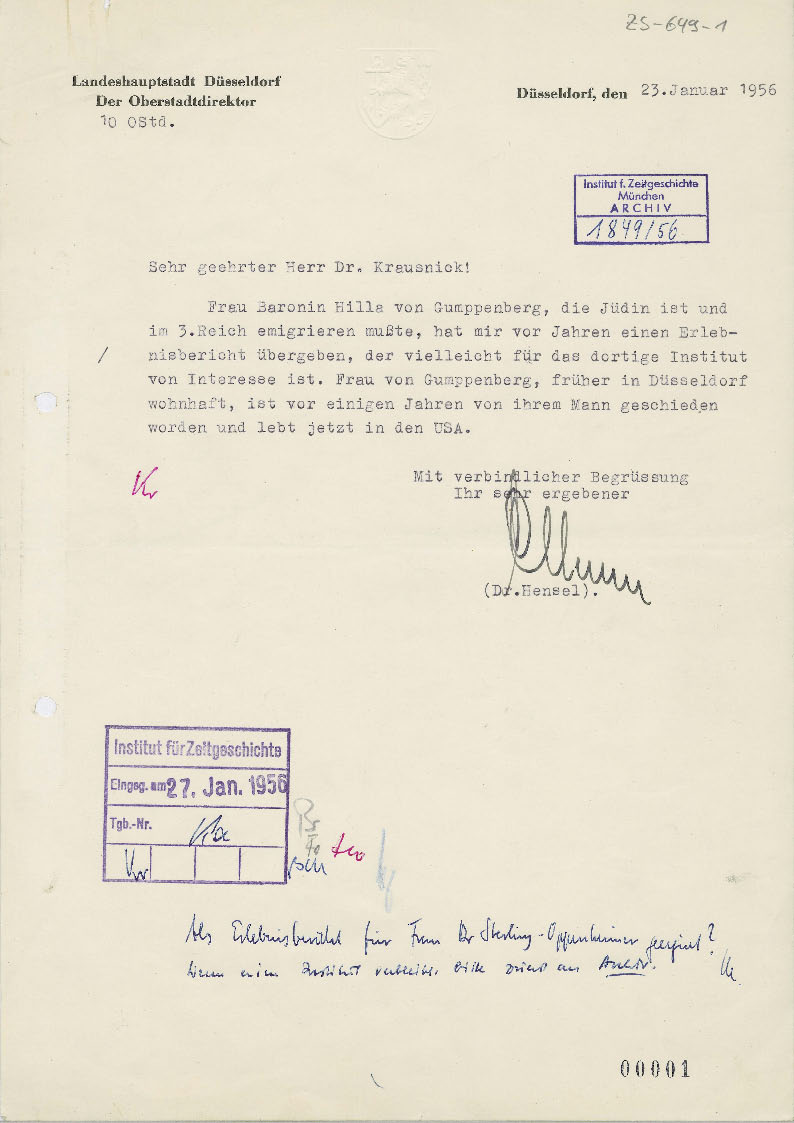 ZS-649-1
Landeshauptstadt Düsseldorf
Der Oberstadtdirektor
10 OStd.
Düsseldorf, den 23.Januar 1956
Institut f. Zeitgeschichte
München
ARCHIV
1849/56
Sehr geehrter Herr Dr. Krausnick!
Frau Baronin Hilla von Gumppenberg, die Jüdin ist und
im 3.Reich emigrieren mußte, hat mir vor Jahren einen Erleb-
/ nisbericht übergeben, der vielleicht für das dortige Institut
von Interesse ist. Frau von Gumppenberg, früher in Düsseldorf
wohnhaft, ist vor einigen Jahren von ihrem Mann geschieden
worden und lebt jetzt in den USA.
Mit verbindlicher Begrüssung
Ihr sehr ergebener
Kr
(Dr.Hensel).
Institut für Zeitgeschichte
Eingeg. am 27. Jan. 1956
Tgb.-Nr.
Kr
Als Erlebnisbericht für Frau Dr Sterling-Oppenheimer geeignet?
Wenn im Institut bitte an Archiv.
00001